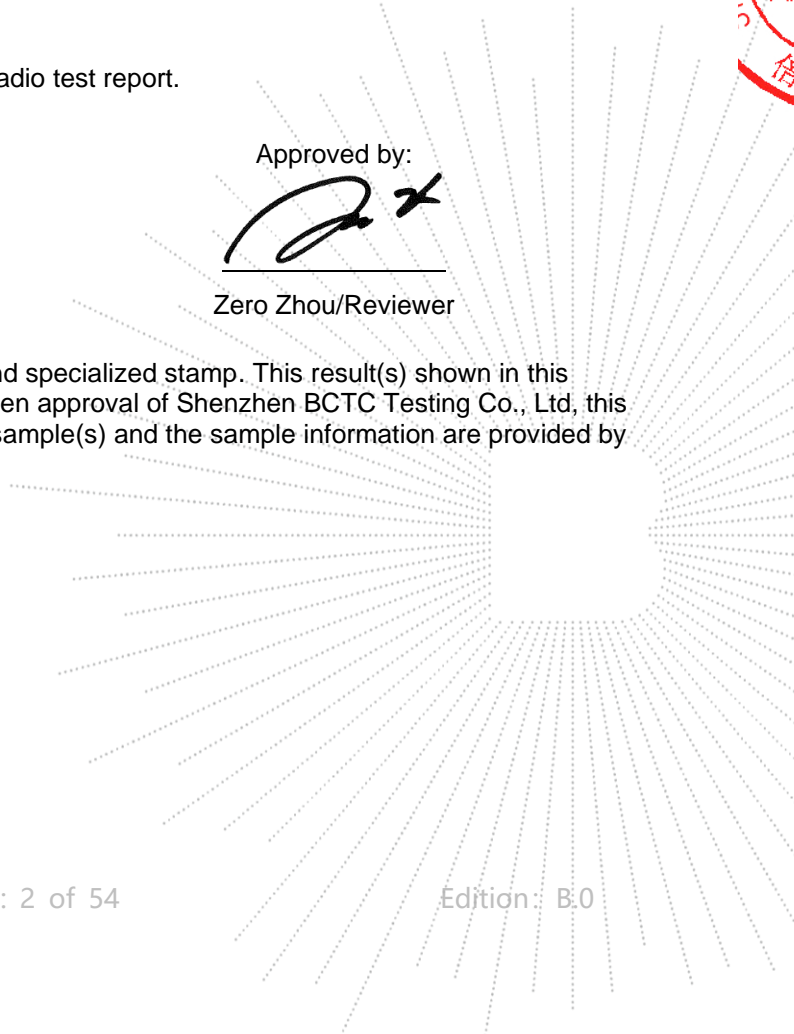 adio test report.
Approved by:
Zero Zhou/Reviewer
nd specialized stamp. This result(s) shown in this
en approval of Shenzhen BCTC Testing Co., Ltd, this
sample(s) and the sample information are provided by
: 2 of 54 Edition: B.0